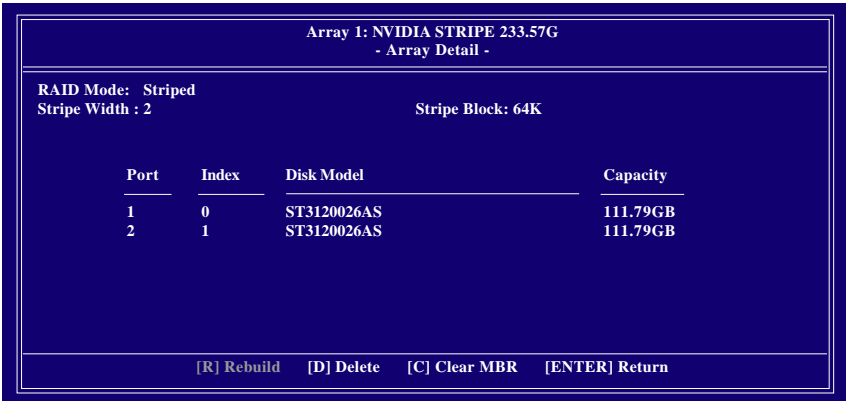 Array 1: NVIDIA STRIPE 233.57G
- Array Detail -
RAID Mode: Striped
Stripe Width : 2 Stripe Block: 64K
Port Index Disk Model Capacity
1 0 ST3120026AS 111.79GB
2 1 ST3120026AS 111.79GB
[R] Rebuild [D] Delete [C] Clear MBR [ENTER] Return